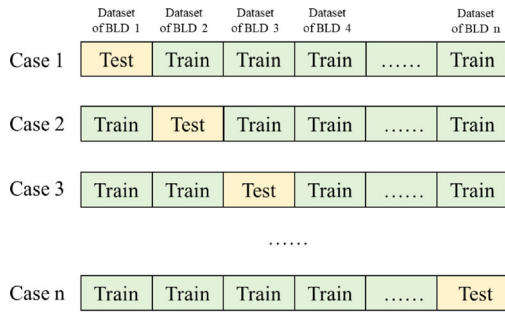 Dataset of BLD 1
Dataset of BLD 2
Dataset of BLD 3
Dataset of BLD 4
Dataset of BLD n
Case 1 Test Train Train Train ...... Train
Case 2 Train Test Train Train ...... Train
Case 3 Train Train Test Train ...... Train
......
Case n Train Train Train Train ...... Test